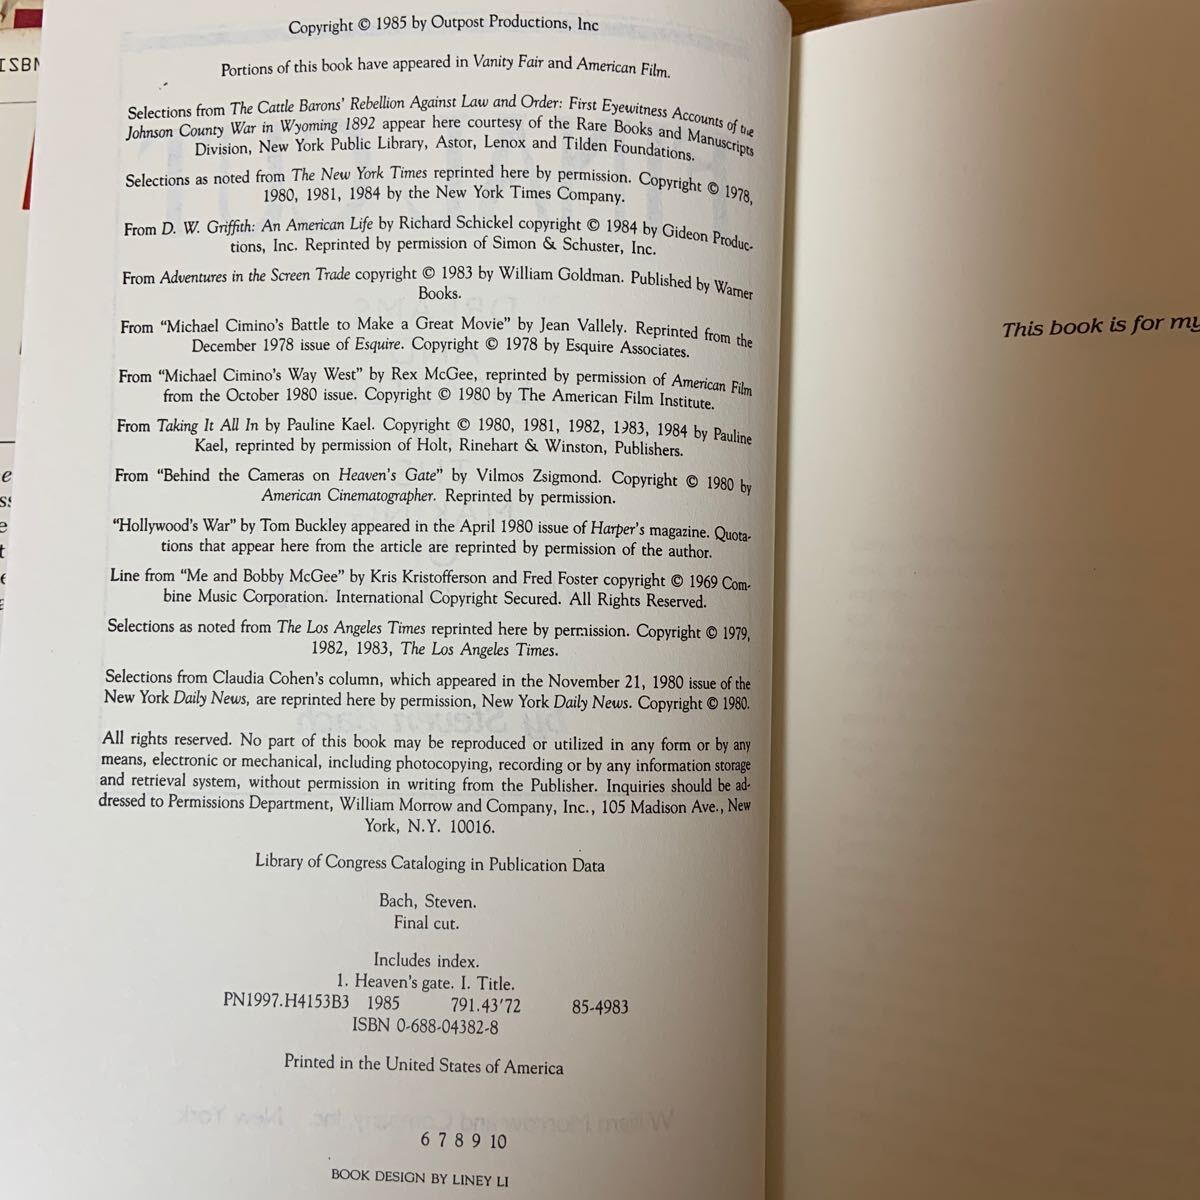 ISBN
Copyright © 1985 by Outpost Productions, Inc
Portions of this book have appeared in Vanity Fair and American Film.
Selections from The Cattle Barons' Rebellion Against Law and Order: First Eyewitness Accounts of the
Johnson County War in Wyoming 1892 appear here courtesy of the Rare Books and Manuscripts
Division, New York Public Library, Astor, Lenox and Tilden Foundations.
Selections as noted from The New York Times reprinted here by permission. Copyright © 1978,
1980, 1981, 1984 by the New York Times Company.
From D. W. Griffith: An American Life by Richard Schickel copyright © 1984 by Gideon Produc-
tions, Inc. Reprinted by permission of Simon & Schuster, Inc.
From Adventures in the Screen Trade copyright © 1983 by William Goldman. Published by Warner
Books.
From “Michael Cimino's Battle to Make a Great Movie” by Jean Vallely. Reprinted from the
December 1978 issue of Esquire. Copyright © 1978 by Esquire Associates.
From “Michael Cimino's Way West” by Rex McGee, reprinted by permission of American Film
from the October 1980 issue. Copyright © 1980 by The American Film Institute.
From Taking It All In by Pauline Kael. Copyright © 1980, 1981, 1982, 1983, 1984 by Pauline
Kael, reprinted by permission of Holt, Rinehart & Winston, Publishers.
From “Behind the Cameras on Heaven's Gate” by Vilmos Zsigmond. Copyright © 1980 by
American Cinematographer. Reprinted by permission.
“Hollywood's War” by Tom Buckley appeared in the April 1980 issue of Harper's magazine. Quota-
tions that appear here from the article are reprinted by permission of the author.
Line from “Me and Bobby McGee” by Kris Kristofferson and Fred Foster copyright © 1969 Com-
bine Music Corporation. International Copyright Secured. All Rights Reserved.
Selections as noted from The Los Angeles Times reprinted here by permission. Copyright © 1979,
1982, 1983, The Los Angeles Times.
Selections from Claudia Cohen's column, which appeared in the November 21, 1980 issue of the
New York Daily News, are reprinted here by permission, New York Daily News. Copyright © 1980.
All rights reserved. No part of this book may be reproduced or utilized in any form or by any
means, electronic or mechanical, including photocopying, recording or by any information storage
and retrieval system, without permission in writing from the Publisher. Inquiries should be ad-
dressed to Permissions Department, William Morrow and Company, Inc., 105 Madison Ave., New
York, N.Y. 10016.
Library of Congress Cataloging in Publication Data
Bach, Steven.
Final cut.
Includes index.
1. Heaven's gate. I. Title.
PN1997.H4153B3 1985 791.43'72 85-4983
ISBN 0-688-04382-8
Printed in the United States of America
6 7 8 9 10
BOOK DESIGN BY LINEY LI
This book is for my